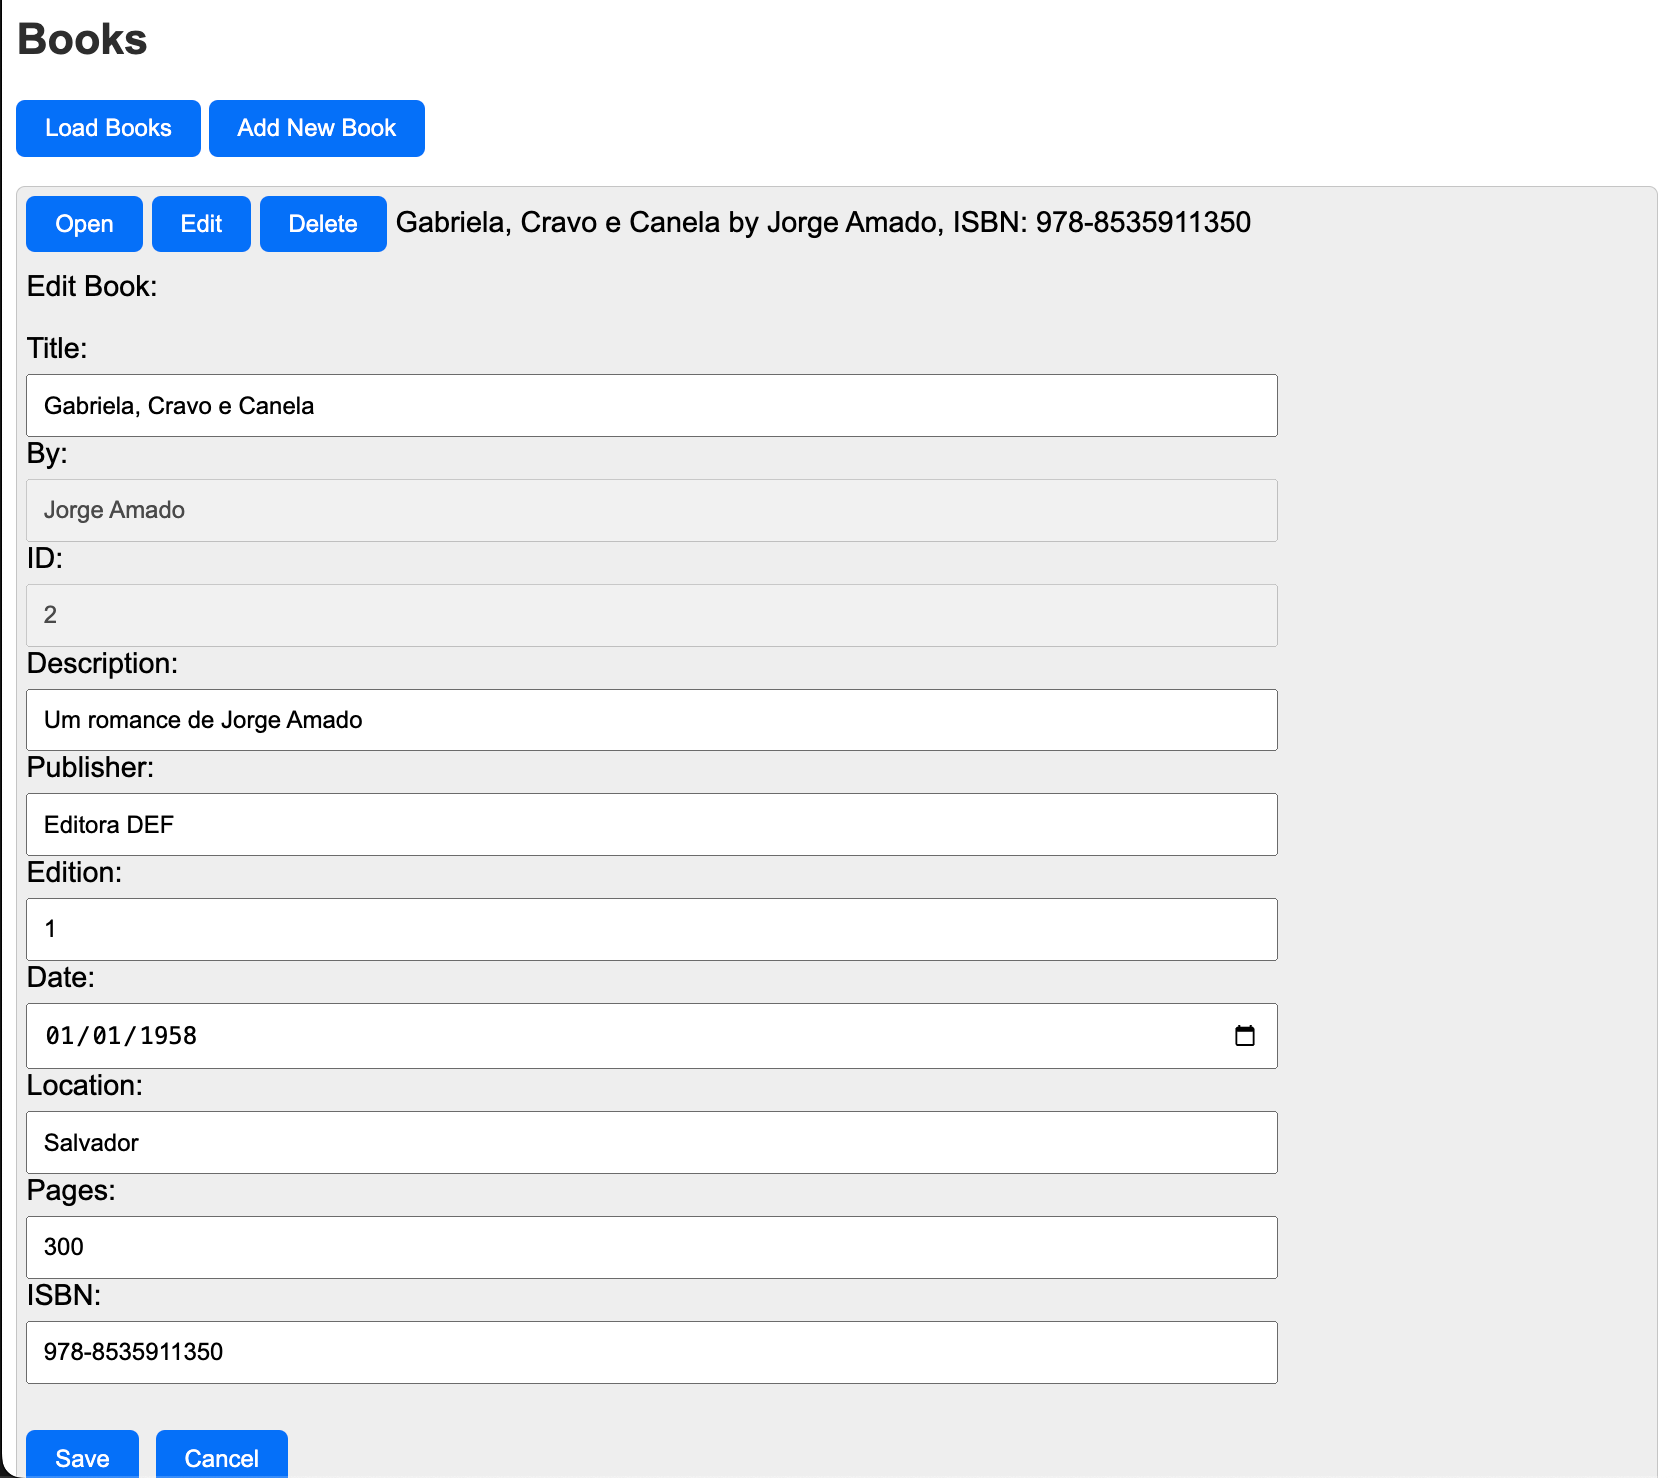 Books
Load Books Add New Book
Open Edit Delete Gabriela, Cravo e Canela by Jorge Amado, ISBN: 978-8535911350
Edit Book:
Title:
Gabriela, Cravo e Canela
By:
Jorge Amado
ID:
2
Description:
Um romance de Jorge Amado
Publisher:
Editora DEF
Edition:
1
Date:
01/01/1958
Location:
Salvador
Pages:
300
ISBN:
978-8535911350
Save Cancel